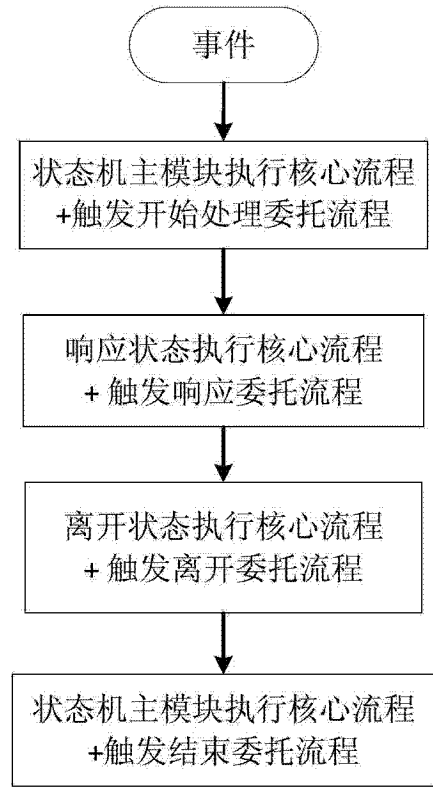 事件
状态机主模块执行核心流程
+触发开始处理委托流程
响应状态执行核心流程
+ 触发响应委托流程
离开状态执行核心流程
+ 触发离开委托流程
状态机主模块执行核心流程
+触发结束委托流程